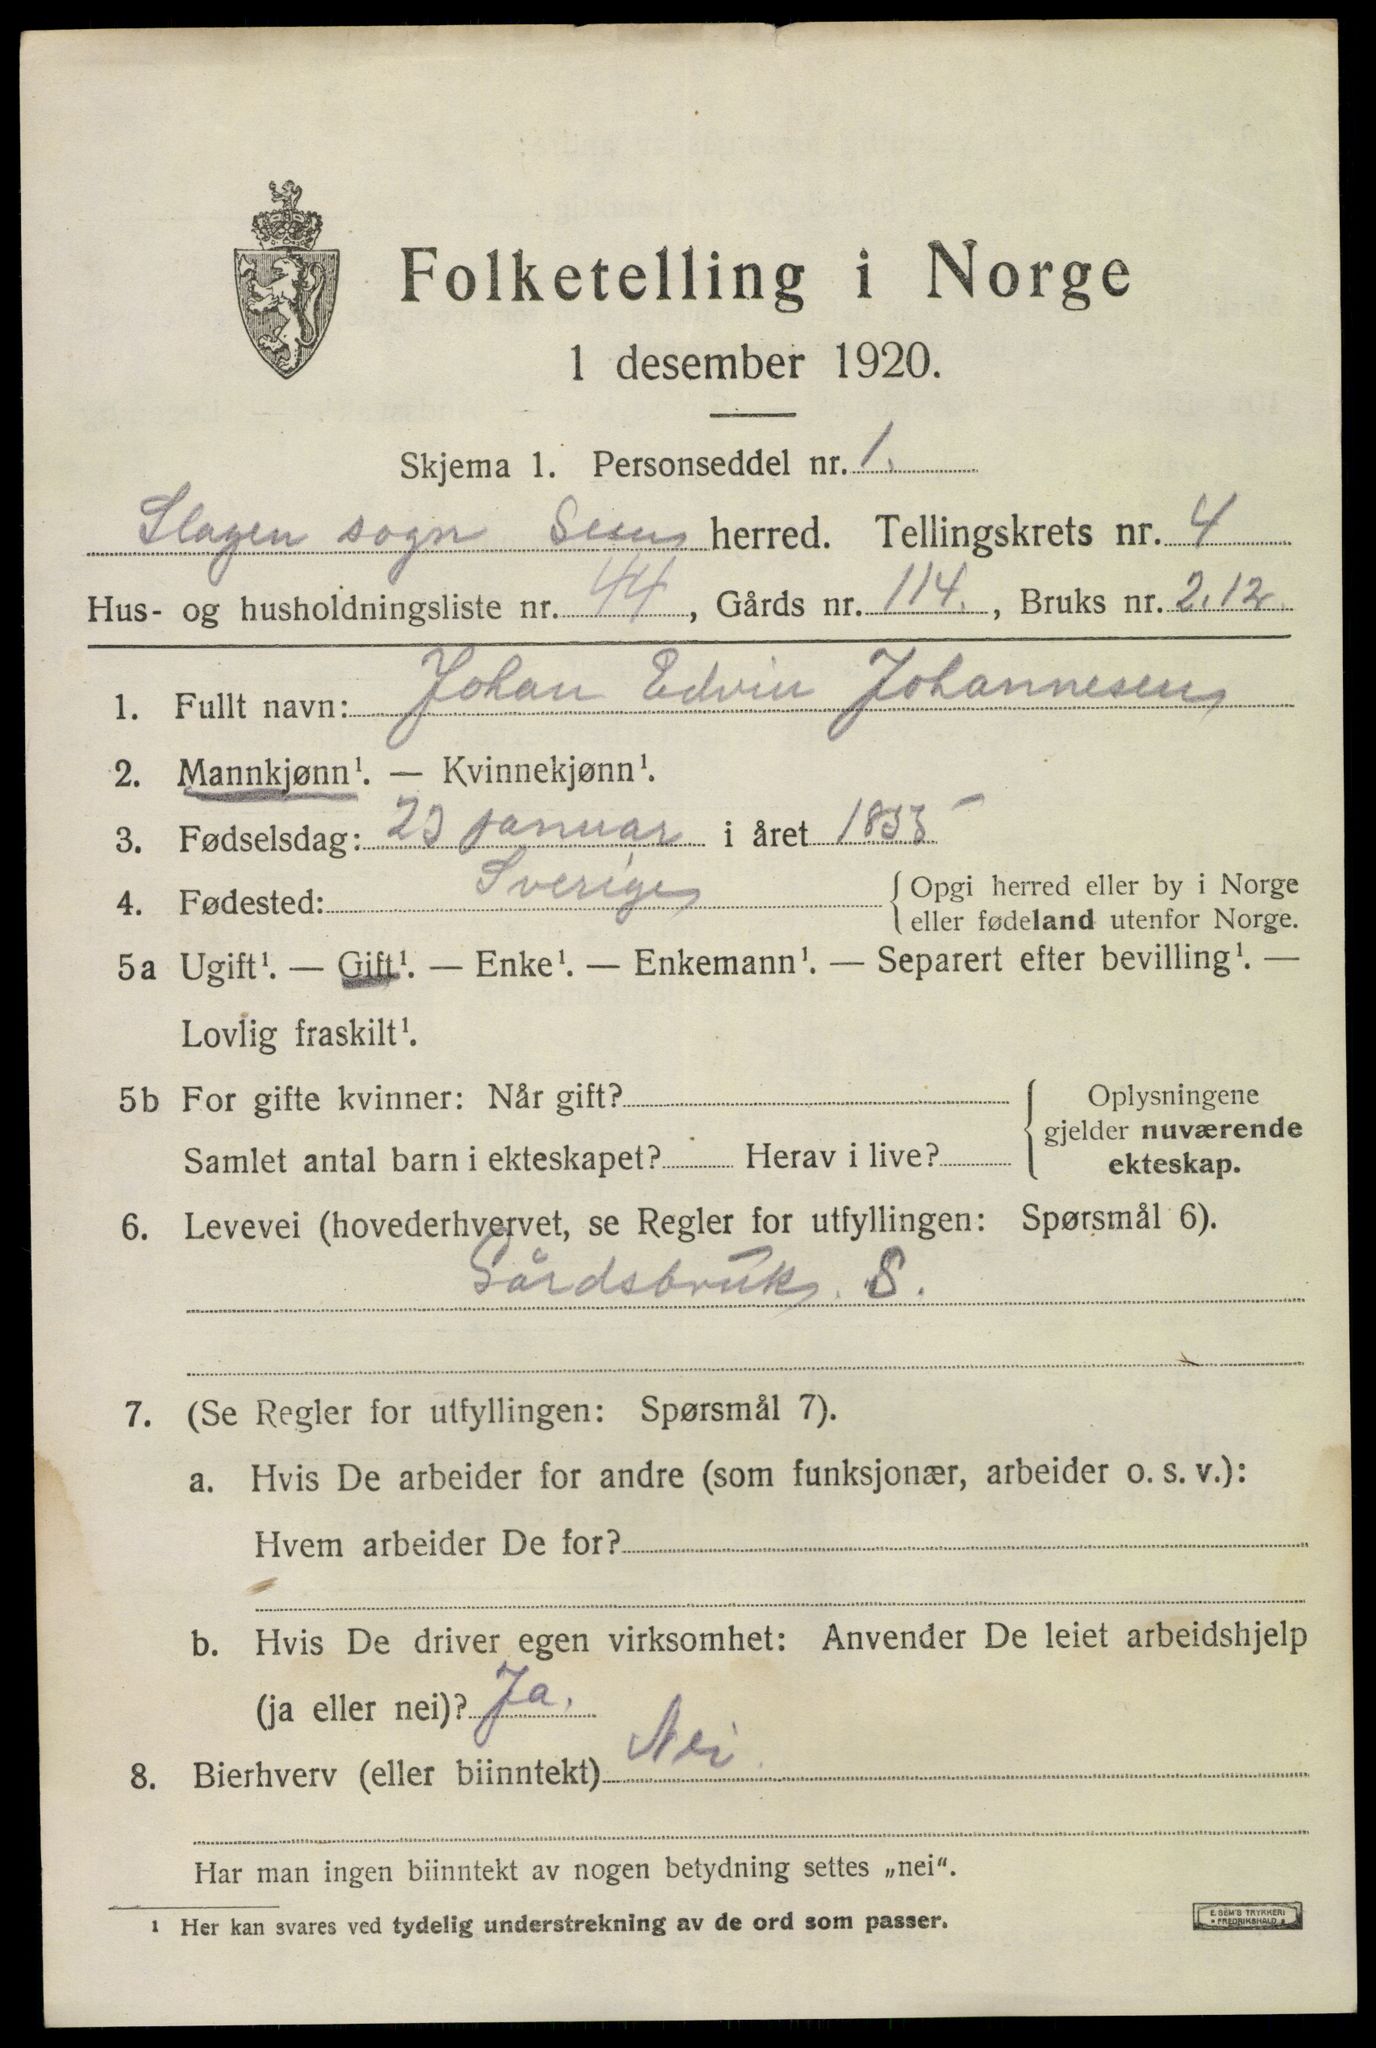 Folketelling i Norge
1 desember 1920.
Skjema 1. Personseddel nr. 1.
Slagen sogn Sem herred. Tellingskrets nr. 4
Hus- og husholdningsliste nr. 44, Gårds nr. 114., Bruks nr. 2.12.
1. Fullt navn: Johan Edvin Johannesen
2. Mannkjønn¹. — Kvinnekjønn¹.
3. Fødselsdag: 23 januar i året
4. Fødested: Sverige
{ Opgi herred eller by i Norge
eller fødeland utenfor Norge.
5a Ugift¹. — Gift¹. — Enke¹. — Enkemann¹. — Separert efter bevilling¹. —
Lovlig fraskilt¹.
5b For gifte kvinner: Når gift?
Samlet antal barn i ekteskapet? Herav i live?
{ Oplysningene
gjelder nuværende
ekteskap.
6. Levevei (hovederhvervet, se Regler for utfyllingen: Spørsmål 6).
Gårdsbruk. S.
7. (Se Regler for utfyllingen: Spørsmål 7).
a. Hvis De arbeider for andre (som funksjonær, arbeider o. s. v.):
Hvem arbeider De for?
b. Hvis De driver egen virksomhet: Anvender De leiet arbeidshjelp
(ja eller nei)? Ja.
8. Bierhverv (eller biinntekt) Nei
Har man ingen biinntekt av nogen betydning settes „nei“.
¹ Her kan svares ved tydelig understrekning av de ord som passer.
E. SEM'S TRYKKERI
• FREDRIKSHALD •